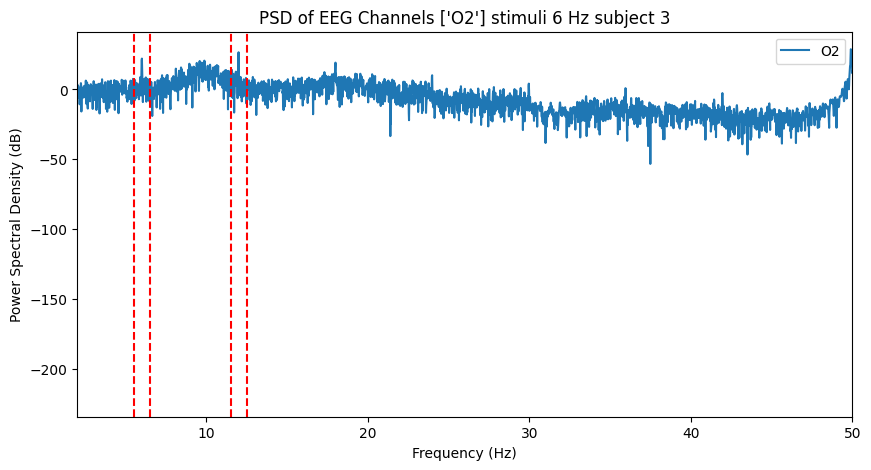 PSD of EEG Channels ['O2'] stimuli 6 Hz subject 3
O2
Power Spectral Density (dB)
0
−50
−100
−150
−200
10
20
30
40
50
Frequency (Hz)